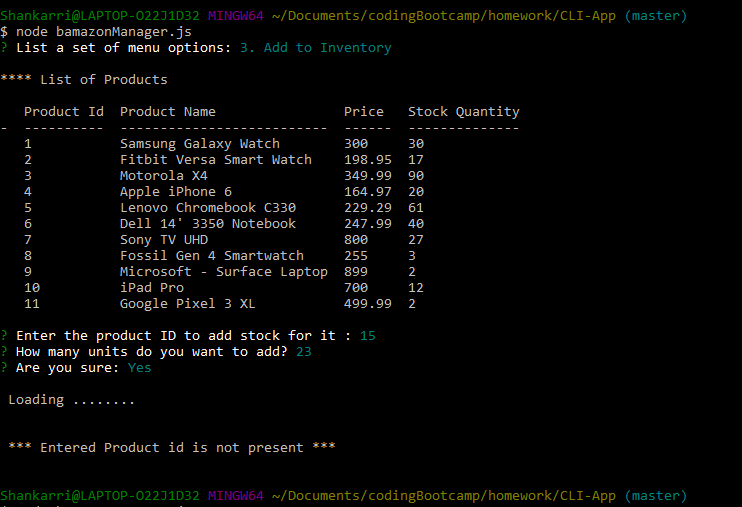 Shankarri@LAPTOP-O22J1D32 MINGW64 ~/Documents/codingBootcamp/homework/CLI-App (master)
$ node bamazonManager.js
? List a set of menu options: 3. Add to Inventory
**** List of Products
   Product Id  Product Name                Price   Stock Quantity
-  ----------  --------------------------  ------  --------------
   1           Samsung Galaxy Watch        300     30
   2           Fitbit Versa Smart Watch    198.95  17
   3           Motorola X4                 349.99  90
   4           Apple iPhone 6              164.97  20
   5           Lenovo Chromebook C330      229.29  61
   6           Dell 14' 3350 Notebook      247.99  40
   7           Sony TV UHD                 800     27
   8           Fossil Gen 4 Smartwatch     255     3
   9           Microsoft - Surface Laptop  899     2
   10          iPad Pro                    700     12
   11          Google Pixel 3 XL           499.99  2
? Enter the product ID to add stock for it : 15
? How many units do you want to add? 23
? Are you sure: Yes
 Loading ........
 *** Entered Product id is not present ***
Shankarri@LAPTOP-O22J1D32 MINGW64 ~/Documents/codingBootcamp/homework/CLI-App (master)